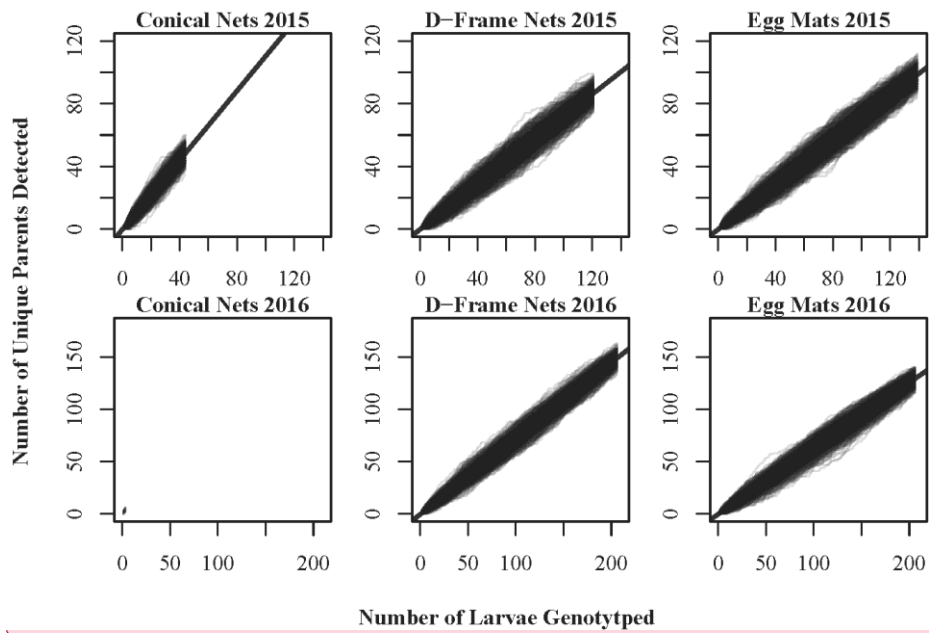 Conical Nets 2015 D−Frame Nets 2015 Egg Mats 2015
120 120 120
80 80 80
40 40 40
0 0 0
0 40 80 120 0 40 80 120 0 40 80 120
Conical Nets 2016 D−Frame Nets 2016 Egg Mats 2016
150 150 150
100 100 100
50 50 50
0 0 0
0 50 100 200 0 50 100 200 0 50 100 200
Number of Unique Parents Detected
Number of Larvae Genotytped